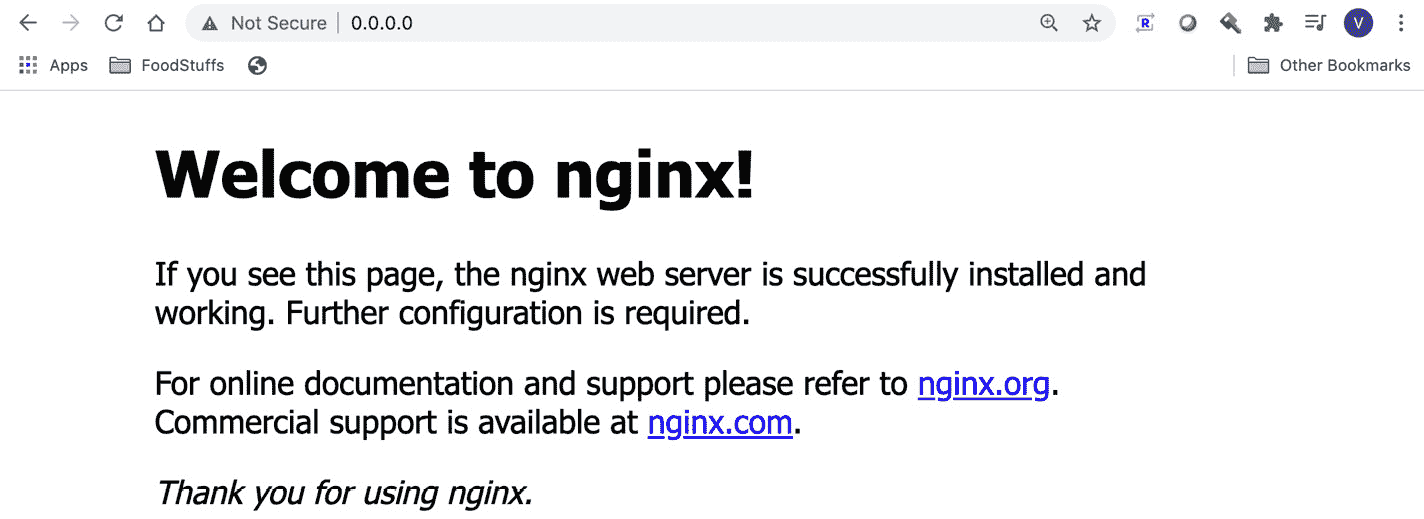 Not Secure 0.0.0.0
R
V
Apps FoodStuffs Other Bookmarks
Welcome to nginx!
If you see this page, the nginx web server is successfully installed and
working. Further configuration is required.
For online documentation and support please refer to nginx.org.
Commercial support is available at nginx.com.
Thank you for using nginx.